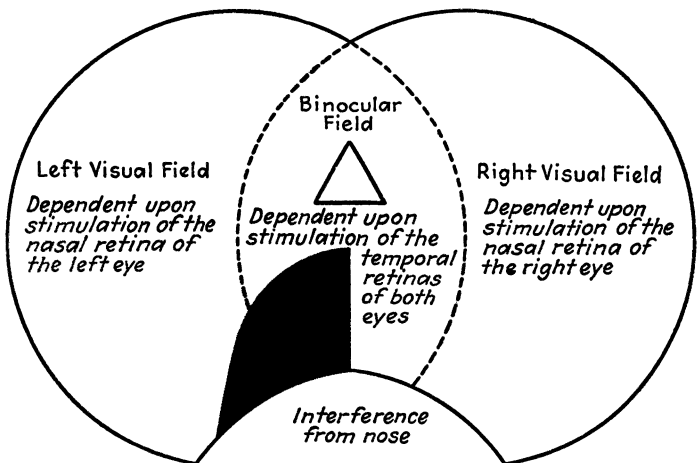 Binocular
Field
Left Visual Field
Dependent upon
stimulation of the
nasal retina of
the left eye
Right Visual Field
Dependent upon
stimulation of the
nasal retina of
the right eye
Dependent upon
stimulation of the
temporal
retinas
of both
eyes
Interference
from nose